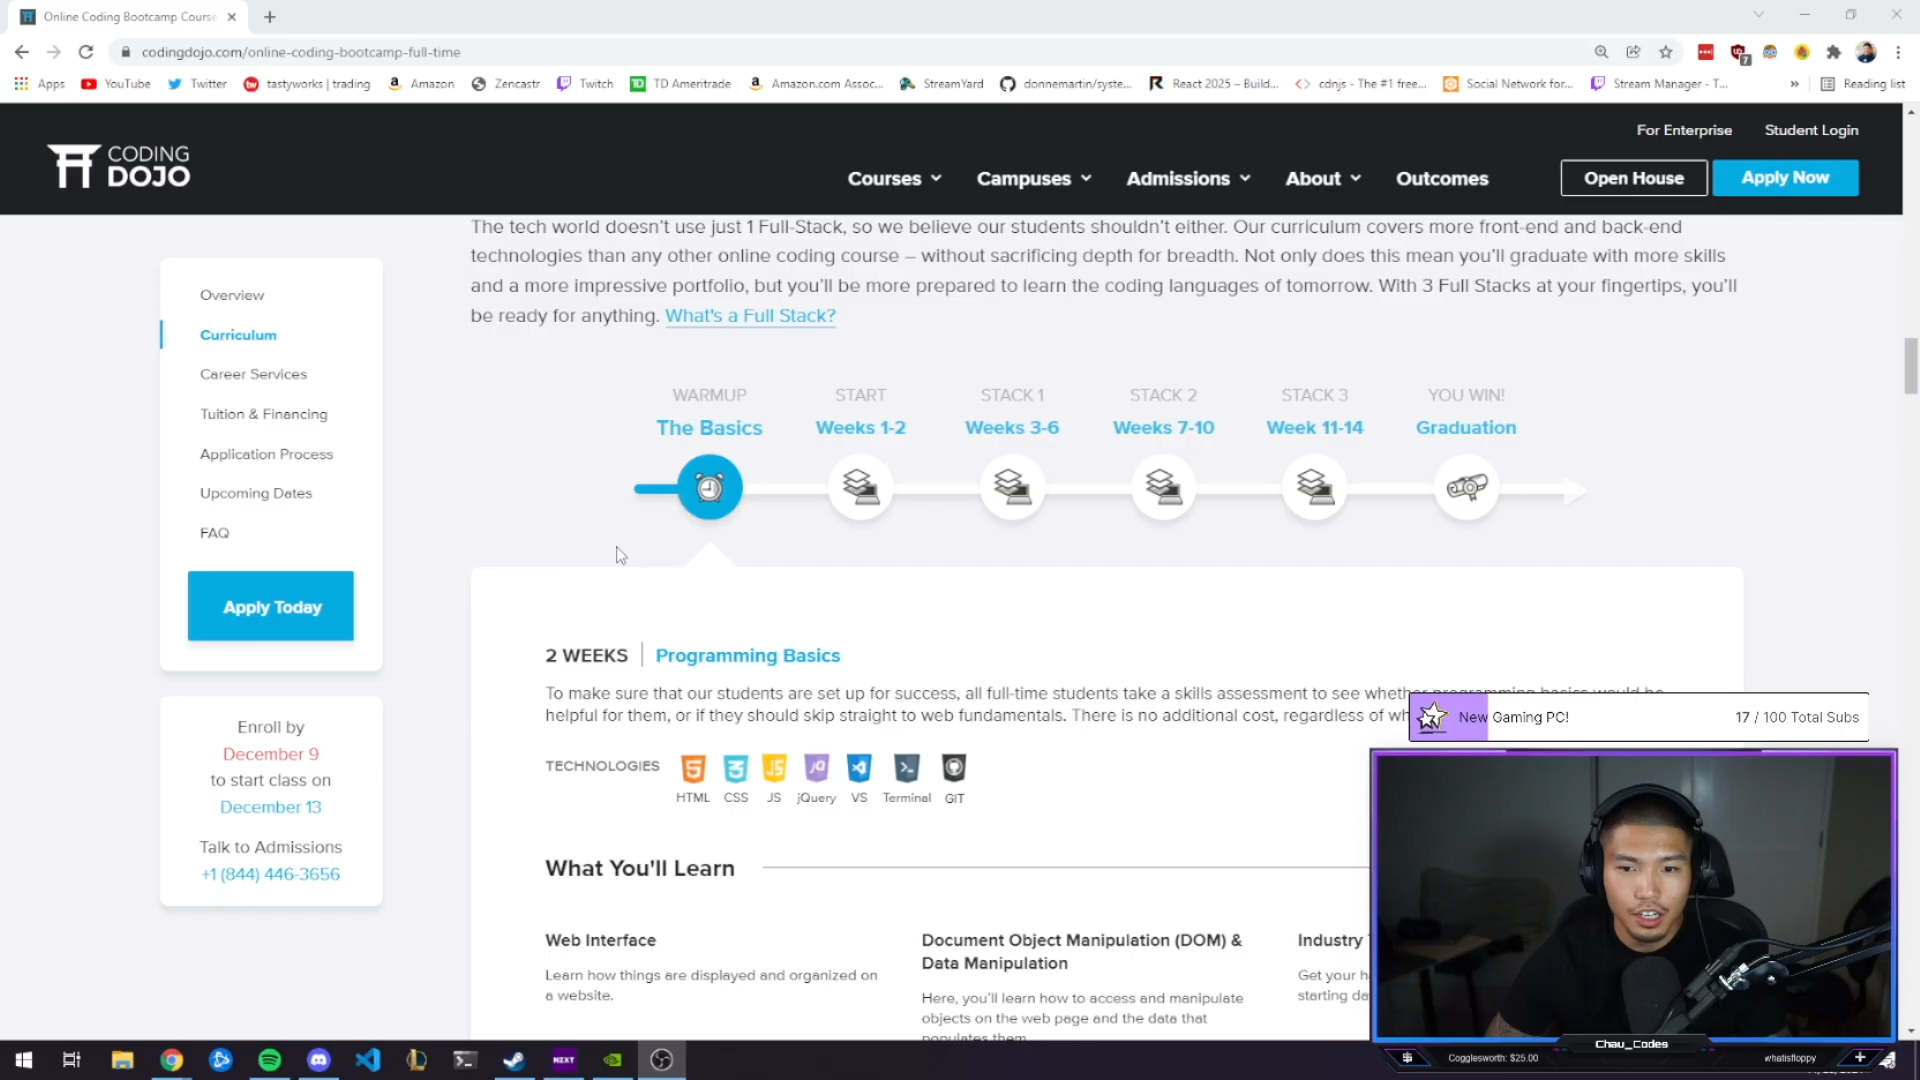 Online Coding Bootcamp Course
codingdojo.com/online-coding-bootcamp-full-time
7
Apps
YouTube
Twitter
tastyworks | trading
Amazon
Zencastr
Twitch
TD Ameritrade
Amazon.com Assoc...
StreamYard
donnemartin/syste...
React 2025 – Build...
cdnjs - The #1 free...
Social Network for...
Stream Manager - T...
Reading list
For Enterprise
Student Login
CODING
DOJO
Courses
Campuses
Admissions
About
Outcomes
Open House
Apply Now
The tech world doesn't use just 1 Full-Stack, so we believe our students shouldn't either. Our curriculum covers more front-end and back-end
technologies than any other online coding course – without sacrificing depth for breadth. Not only does this mean you'll graduate with more skills
and a more impressive portfolio, but you'll be more prepared to learn the coding languages of tomorrow. With 3 Full Stacks at your fingertips, you'll
be ready for anything. What's a Full Stack?
Overview
Curriculum
Career Services
Tuition & Financing
Application Process
Upcoming Dates
FAQ
Apply Today
Enroll by
December 9
to start class on
December 13
Talk to Admissions
+1 (844) 446-3656
WARMUP
The Basics
START
Weeks 1-2
STACK 1
Weeks 3-6
STACK 2
Weeks 7-10
STACK 3
Week 11-14
YOU WIN!
Graduation
2 WEEKS
Programming Basics
To make sure that our students are set up for success, all full-time students take a skills assessment to see whether programming basics would be
helpful for them, or if they should skip straight to web fundamentals. There is no additional cost, regardless of wh
TECHNOLOGIES
HTML
CSS
JS
jQuery
VS
Terminal
GIT
What You'll Learn
Web Interface
Learn how things are displayed and organized on
a website.
Document Object Manipulation (DOM) &
Data Manipulation
Here, you'll learn how to access and manipulate
objects on the web page and the data that
populates them.
Industry
Get your h
starting da
New Gaming PC!
17 / 100 Total Subs
Chau_Codes
Cogglesworth: $25.00
whatisfloppy
NZXT